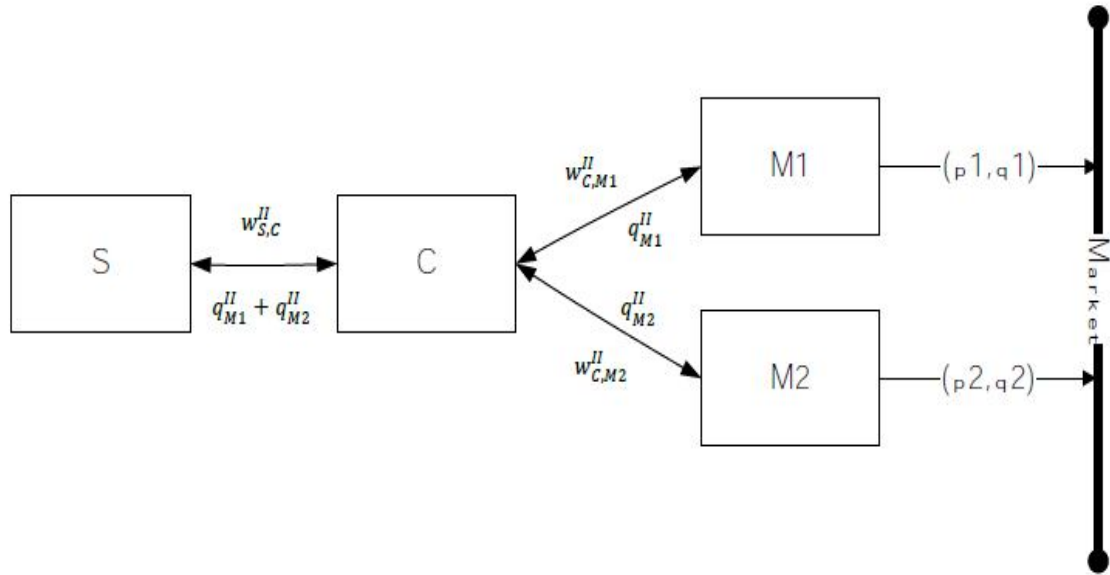 S
w^{II}_{S,C}
q^{II}_{M1} + q^{II}_{M2}
C
w^{II}_{C,M1}
q^{II}_{M1}
q^{II}_{M2}
w^{II}_{C,M2}
M1
(p1,q1)
M2
(p2,q2)
Market